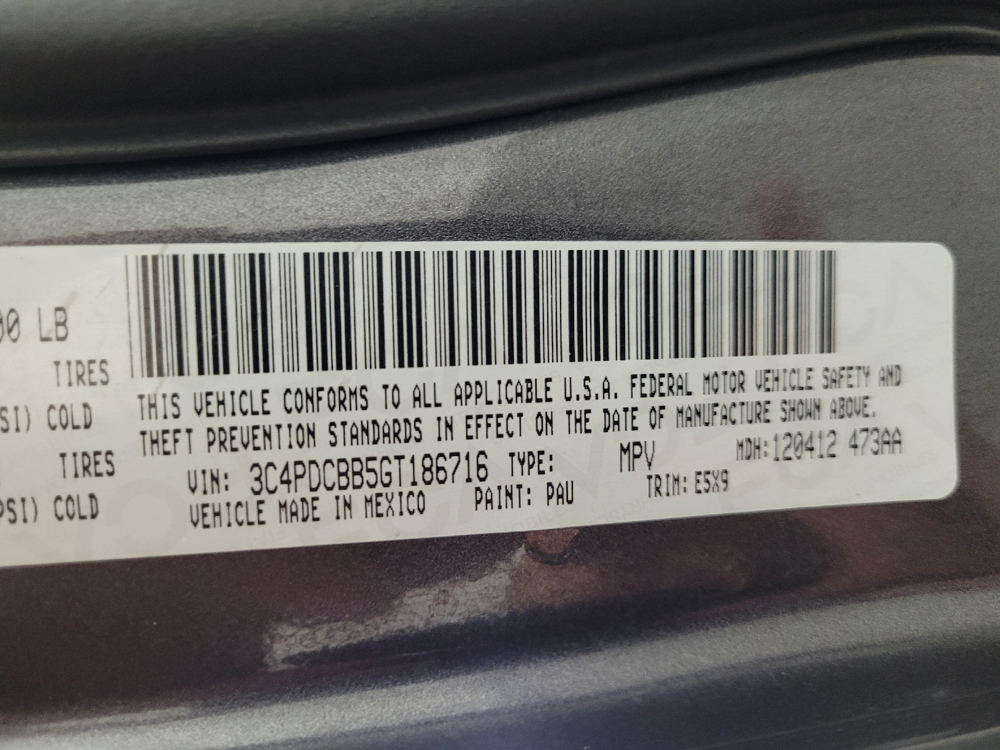 00 LB
TIRES
SI) COLD
TIRES
PSI) COLD
THIS VEHICLE CONFORMS TO ALL APPLICABLE U.S.A. FEDERAL MOTOR VEHICLE SAFETY AND
THEFT PREVENTION STANDARDS IN EFFECT ON THE DATE OF MANUFACTURE SHOWN ABOVE.
VIN: 3C4PDCBB5GT186716 TYPE: MPV MDH:120412 473AA
VEHICLE MADE IN MEXICO PAINT: PAU TRIM: E5X9